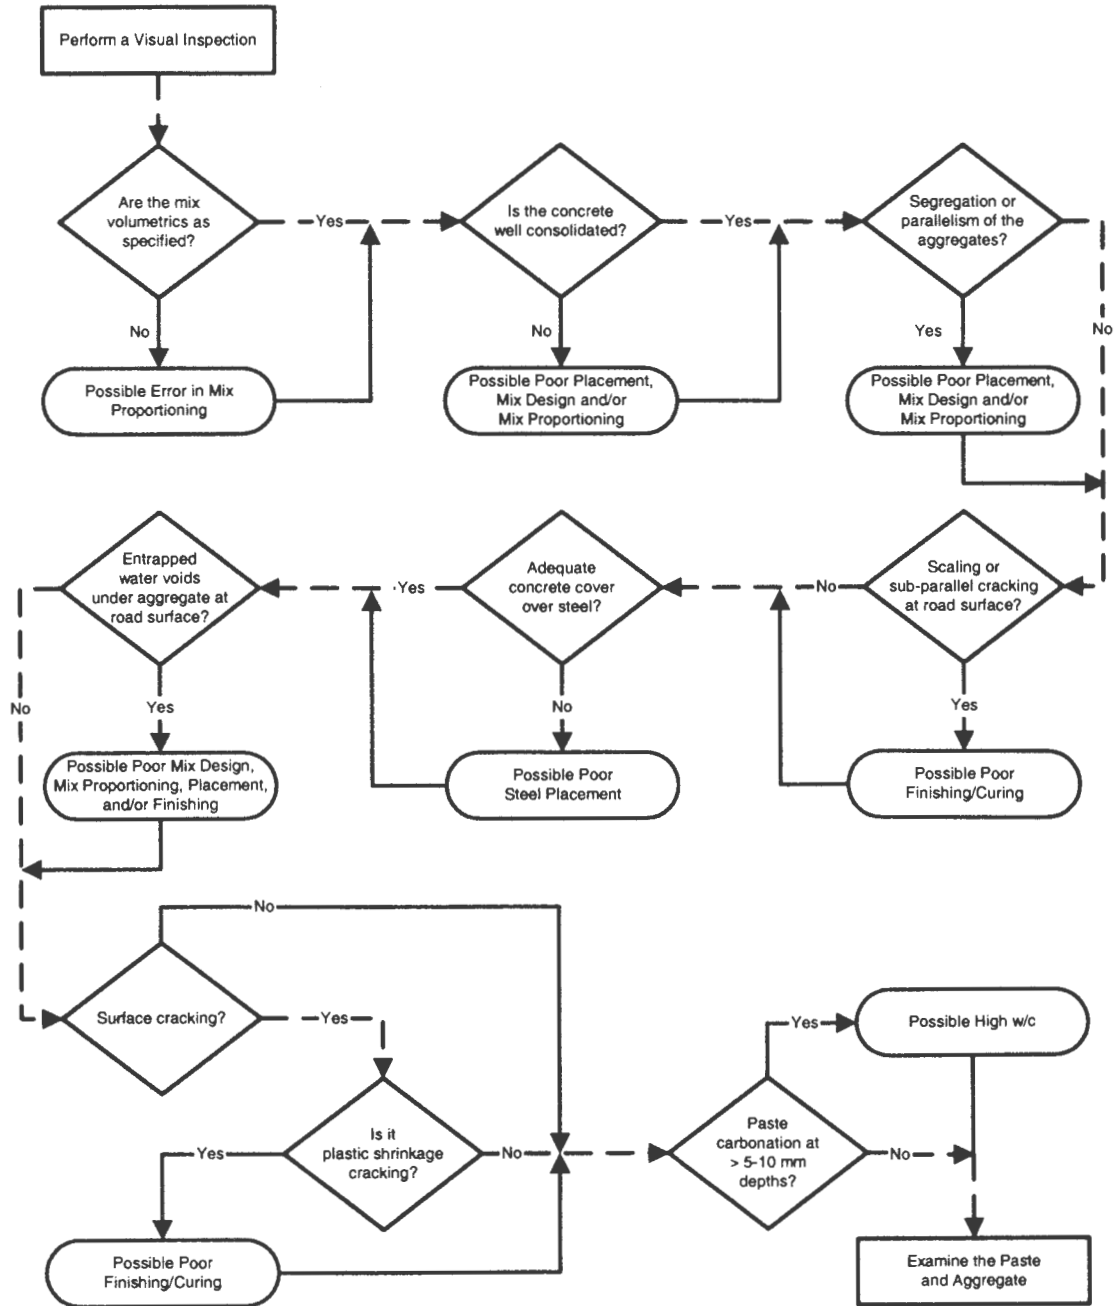 Perform a Visual Inspection
Are the mix
volumetrics as
specified?
Yes
No
Possible Error in Mix
Proportioning
Is the concrete
well consolidated?
Yes
No
Possible Poor Placement,
Mix Design and/or
Mix Proportioning
Segregation or
parallelism of the
aggregates?
No
Yes
Possible Poor Placement,
Mix Design and/or
Mix Proportioning
Scaling or
sub-parallel cracking
at road surface?
No
Yes
Possible Poor
Finishing/Curing
Adequate
concrete cover
over steel?
Yes
No
Possible Poor
Steel Placement
Entrapped
water voids
under aggregate at
road surface?
No
Yes
Possible Poor Mix Design,
Mix Proportioning, Placement,
and/or Finishing
Surface cracking?
No
Yes
Is it
plastic shrinkage
cracking?
Yes
No
Possible Poor
Finishing/Curing
Paste
carbonation at
> 5-10 mm
depths?
Yes
No
Possible High w/c
Examine the Paste
and Aggregate